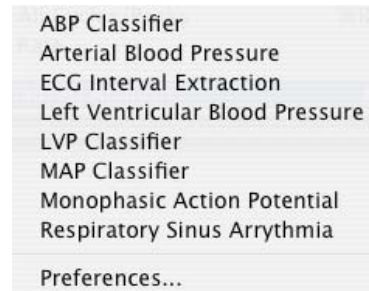 ABP Classifier
Arterial Blood Pressure
ECG Interval Extraction
Left Ventricular Blood Pressure
LVP Classifier
MAP Classifier
Monophasic Action Potential
Respiratory Sinus Arrythmia
Preferences...